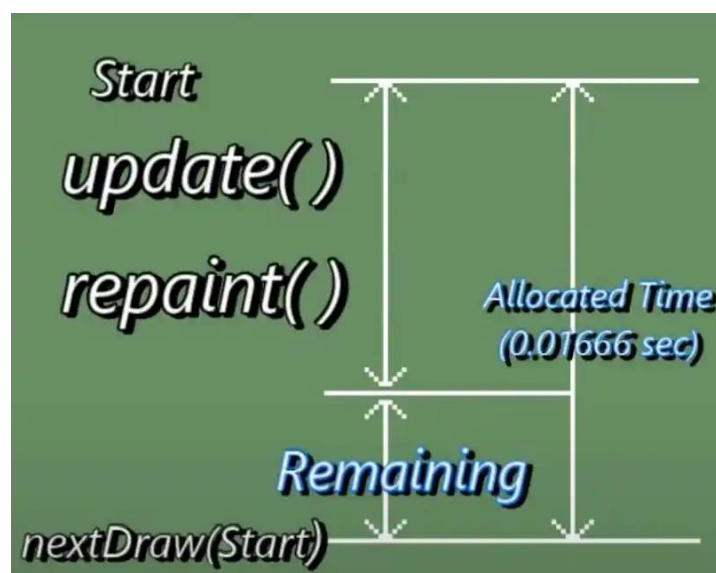 Start
update( )
repaint( )
Allocated Time
(0.01666 sec)
Remaining
nextDraw(Start)